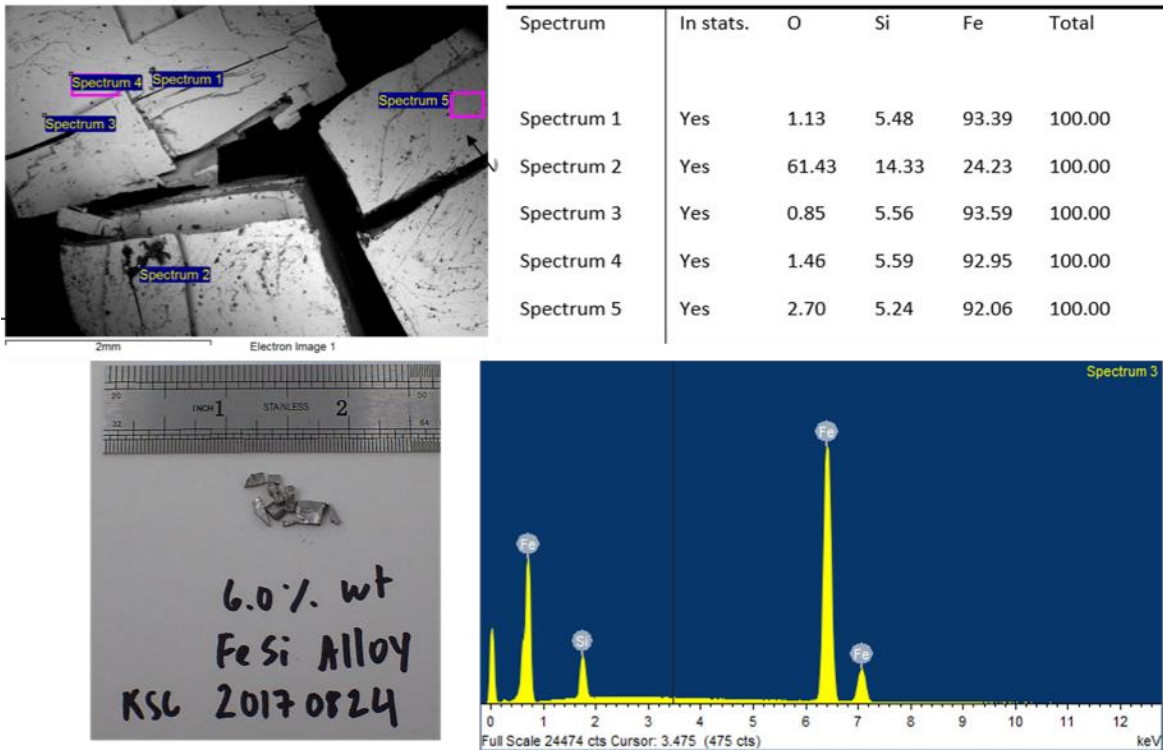 Spectrum 4 Spectrum 1
Spectrum 5
Spectrum 3
Spectrum 2
2mm Electron Image 1
Spectrum In stats. O Si Fe Total
Spectrum 1 Yes 1.13 5.48 93.39 100.00
Spectrum 2 Yes 61.43 14.33 24.23 100.00
Spectrum 3 Yes 0.85 5.56 93.59 100.00
Spectrum 4 Yes 1.46 5.59 92.95 100.00
Spectrum 5 Yes 2.70 5.24 92.06 100.00
20 50
INCH 1 STAINLESS 2
32 64
6.0 % wt
FeSi Alloy
KSC 20170824
Spectrum 3
Fe
Fe
Si
Fe
0 1 2 3 4 5 6 7 8 9 10 11 12
Full Scale 24474 cts Cursor: 3.475 (475 cts) keV